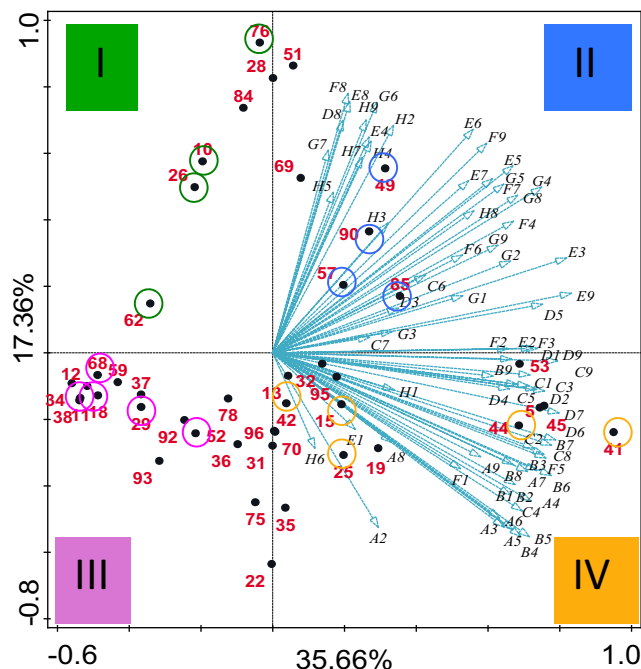 1.0
76
51
I
II
28
F8
E8
G6
84
D8
H9
H2
E6
E4
F9
G7
H7
H4
10
E5
69
49
E7
G5
G4
26
F7
H5
G8
H8
H3
F4
90
G9
F6
G2
E3
57
65
C6
62
D3
G1
E9
D5
17.36%
G3
C7
F2
E2
F3
68
53
D1
D9
12
59
32
B9
C9
37
13
95
H1
C1
C3
34
11
18
D4
C5
D2
38
29
78
42
15
5
D7
92
52
96
44
45
D6
41
36
31
70
H6
E1
A8
C2
B7
25
19
C8
93
F1
A9
B3
F5
B8
A7
B6
75
35
B1
B2
A4
C4
A2
A3
A6
III
A5
B5
IV
22
B4
-0.8
-0.6
35.66%
1.0